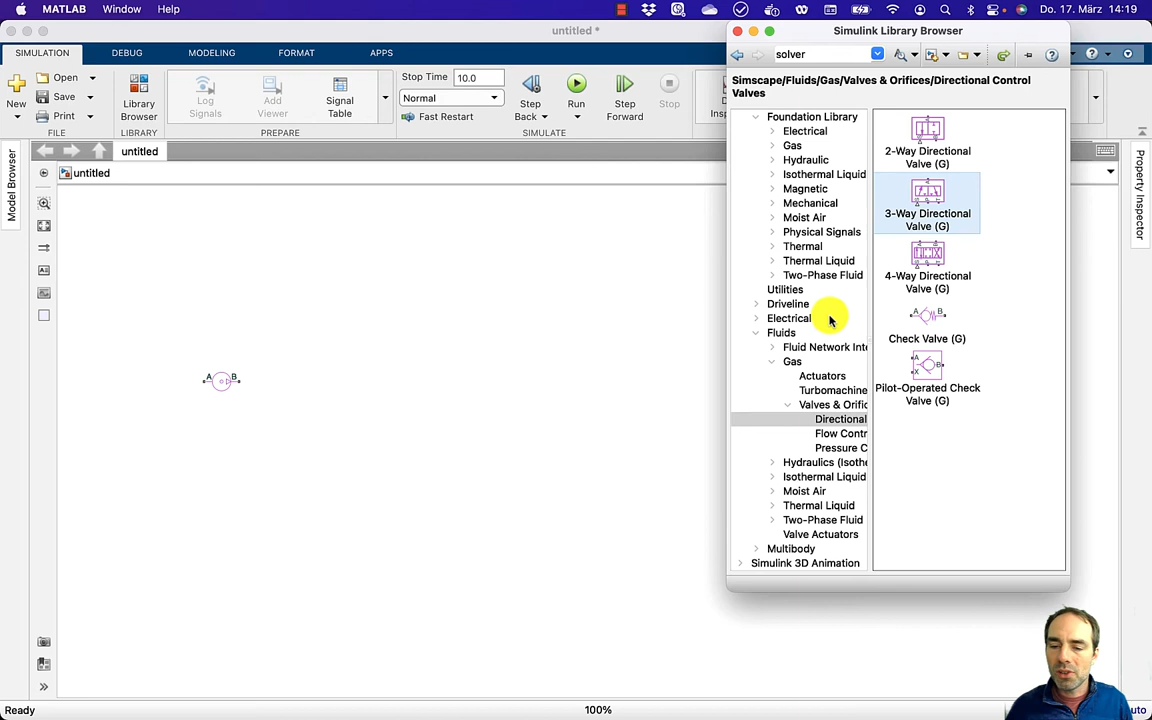 MATLAB Window Help
Do. 17. März 14:19
untitled *
SIMULATION DEBUG MODELING FORMAT APPS
New
Open
Save
Print
FILE
Library Browser
LIBRARY
Log Signals
Add Viewer
Signal Table
PREPARE
Stop Time 10.0
Normal
Fast Restart
Step Back
Run
Step Forward
Stop
SIMULATE
Model Browser
untitled
untitled
A B
Property Inspector
Ready
100%
Simulink Library Browser
solver
Simscape/Fluids/Gas/Valves & Orifices/Directional Control
Valves
Foundation Library
Electrical
Gas
Hydraulic
Isothermal Liquid
Magnetic
Mechanical
Moist Air
Physical Signals
Thermal
Thermal Liquid
Two-Phase Fluid
Utilities
Driveline
Electrical
Fluids
Fluid Network Inte
Gas
Actuators
Turbomachine
Valves & Orific
Directional
Flow Contr
Pressure C
Hydraulics (Isothe
Isothermal Liquid
Moist Air
Thermal Liquid
Two-Phase Fluid
Valve Actuators
Multibody
Simulink 3D Animation
2-Way Directional
Valve (G)
3-Way Directional
Valve (G)
4-Way Directional
Valve (G)
A B
Check Valve (G)
A
B
X
Pilot-Operated Check
Valve (G)